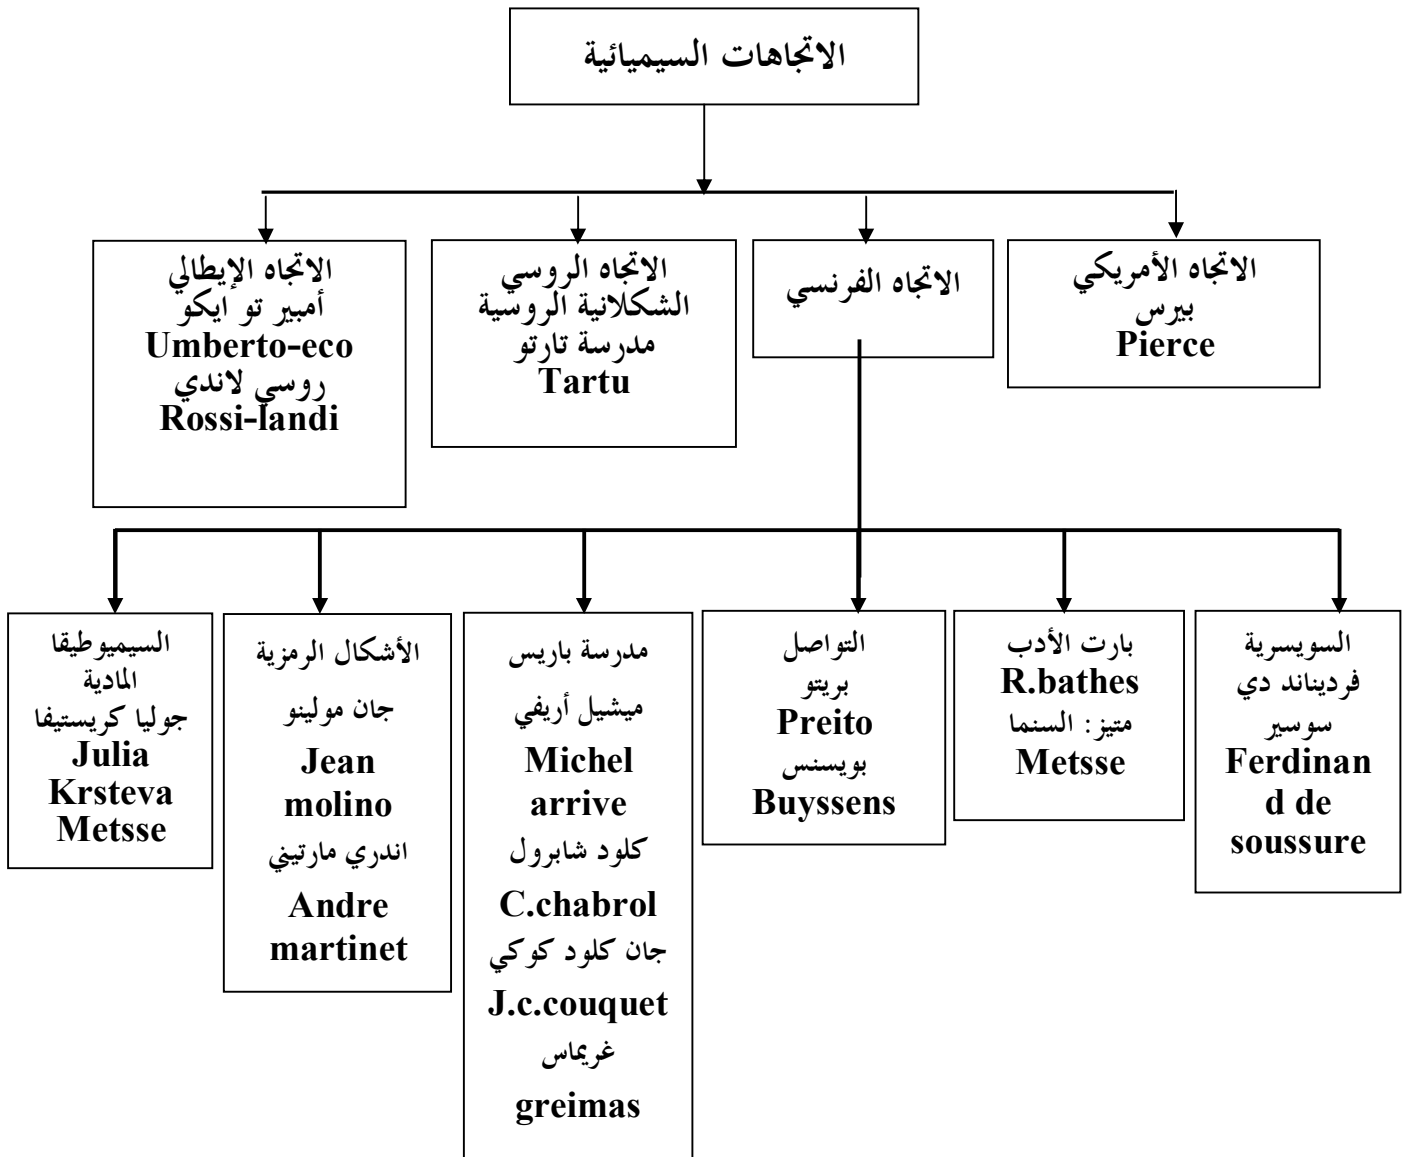 الاتجاهات السيميائية
الاتجاه الأمريكي
بيرس
Pierce
الاتجاه الفرنسي
الاتجاه الروسي
الشكلانية الروسية
مدرسة تارتو
Tartu
الاتجاه الإيطالي
أمبير تو ايكو
Umberto-eco
روسي لاندي
Rossi-landi
السويسرية
فرديناند دي
سوسير
Ferdinan
d de
soussure
بارت الأدب
R.bathes
متيز: السنما
Metsse
التواصل
بريتو
Preito
بويسنس
Buyssens
مدرسة باريس
ميشيل أريفي
Michel
arrive
كلود شابرول
C.chabrol
جان كلود كوكي
J.c.couquet
غريماس
greimas
الأشكال الرمزية
جان مولينو
Jean
molino
اندري مارتيني
Andre
martinet
السيميوطيقا
المادية
جوليا كريستيفا
Julia
Krsteva
Metsse